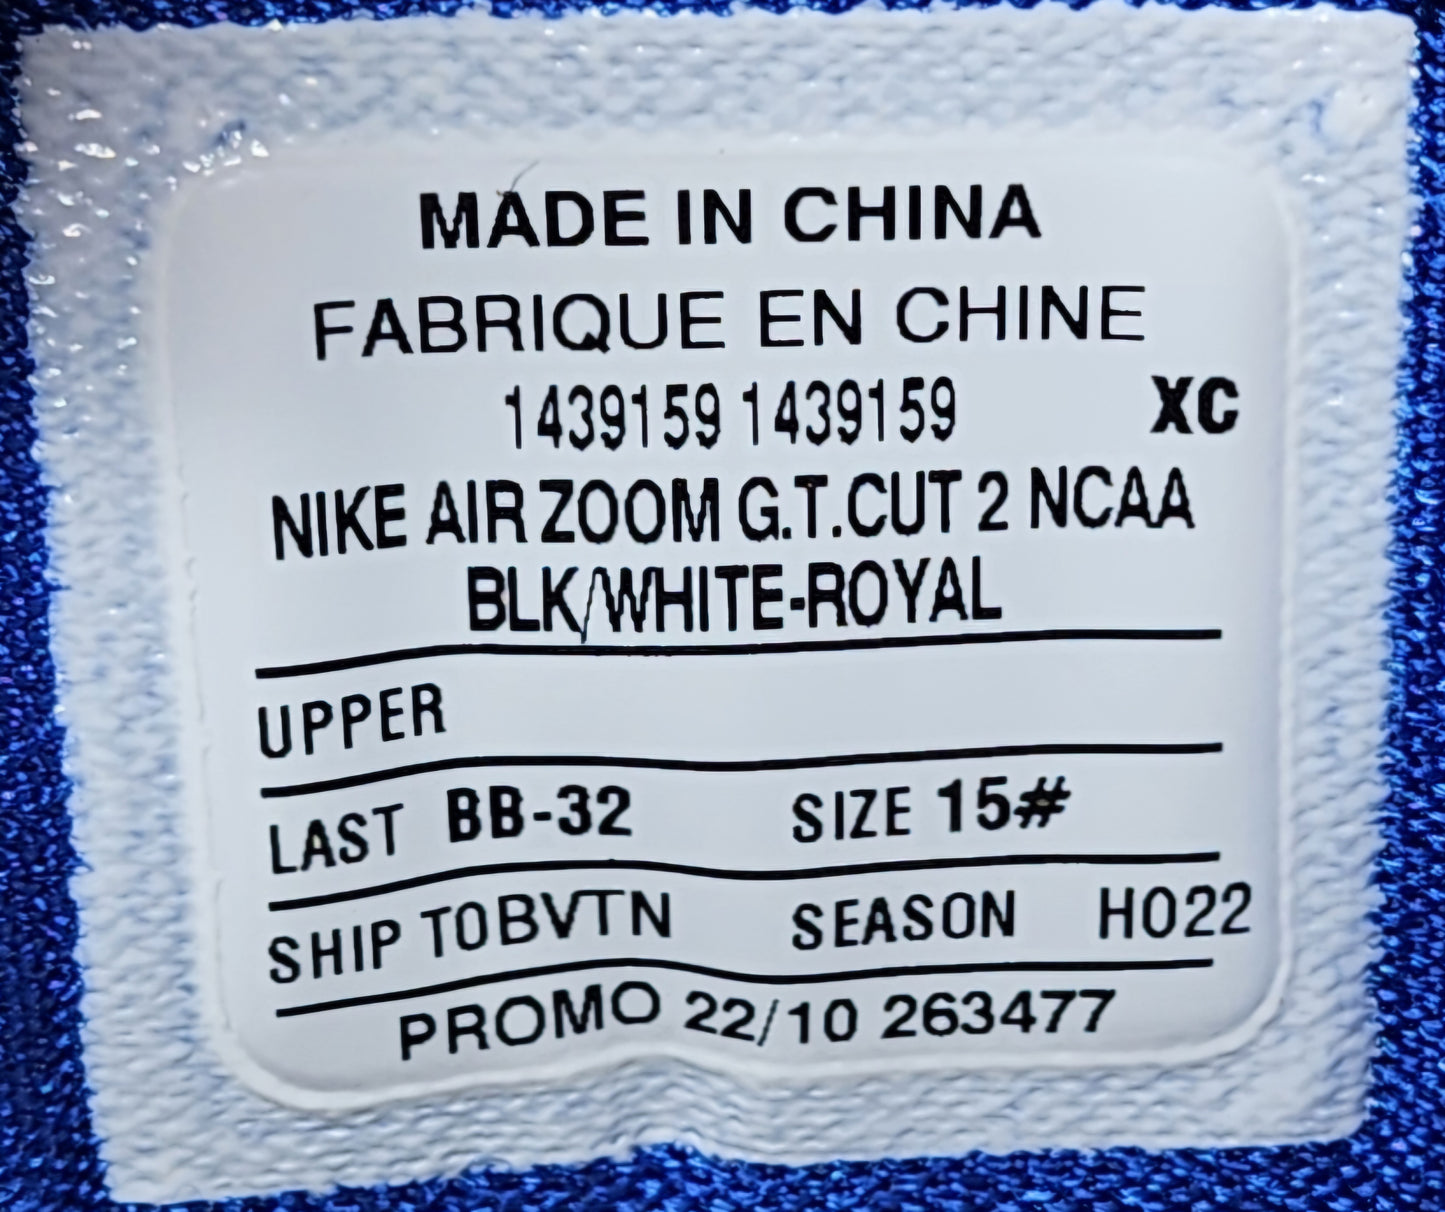 MADE IN CHINA
FABRIQUE EN CHINE
1439159 1439159 XC
NIKE AIR ZOOM G.T.CUT 2 NCAA
BLK/WHITE-ROYAL
UPPER
LAST BB-32 SIZE 15#
SHIP TOBVTN SEASON HO22
PROMO 22/10 263477